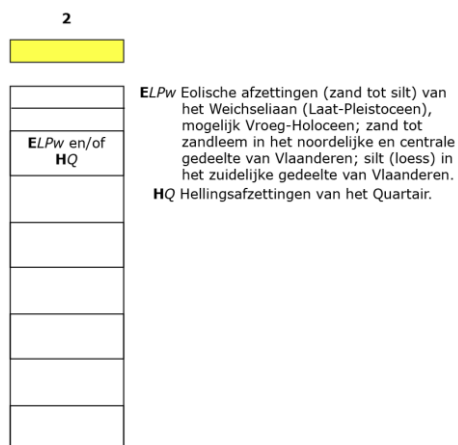 2
ELPw en/of
HQ
ELPw Eolische afzettingen (zand tot silt) van
het Weichseliaan (Laat-Pleistoceen),
mogelijk Vroeg-Holoceen; zand tot
zandleem in het noordelijke en centrale
gedeelte van Vlaanderen; silt (loess) in
het zuidelijke gedeelte van Vlaanderen.
HQ Hellingsafzettingen van het Quartair.